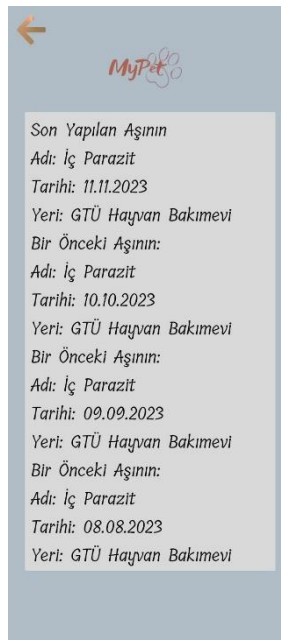 MyPet
Son Yapılan Aşının
Adı: İç Parazit
Tarihi: 11.11.2023
Yeri: GTÜ Hayvan Bakımevi
Bir Önceki Aşının:
Adı: İç Parazit
Tarihi: 10.10.2023
Yeri: GTÜ Hayvan Bakımevi
Bir Önceki Aşının:
Adı: İç Parazit
Tarihi: 09.09.2023
Yeri: GTÜ Hayvan Bakımevi
Bir Önceki Aşının:
Adı: İç Parazit
Tarihi: 08.08.2023
Yeri: GTÜ Hayvan Bakımevi